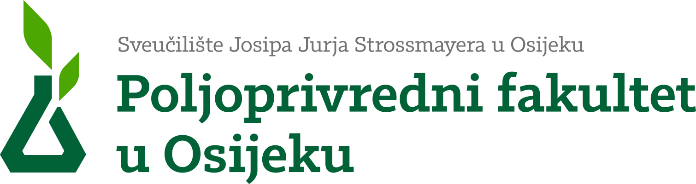 Sveučilište Josipa Jurja Strossmayera u Osijeku
Poljoprivredni fakultet
u Osijeku